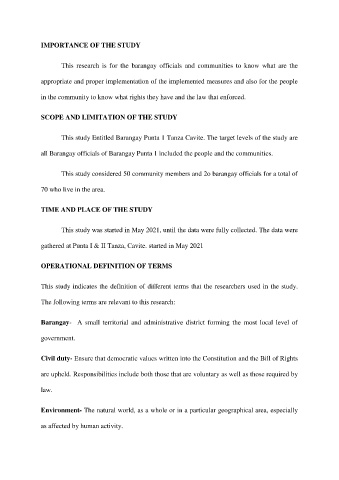 IMPORTANCE OF THE STUDY
This research is for the barangay officials and communities to know what are the
appropriate and proper implementation of the implemented measures and also for the people
in the community to know what rights they have and the law that enforced.
SCOPE AND LIMITATION OF THE STUDY
This study Entitled Barangay Punta 1 Tanza Cavite. The target levels of the study are
all Barangay officials of Barangay Punta 1 included the people and the communities.
This study considered 50 community members and 2o barangay officials for a total of
70 who live in the area.
TIME AND PLACE OF THE STUDY
This study was started in May 2021, until the data were fully collected. The data were
gathered at Punta I & II Tanza, Cavite. started in May 2021
OPERATIONAL DEFINITION OF TERMS
This study indicates the definition of different terms that the researchers used in the study.
The following terms are relevant to this research:
Barangay- A small territorial and administrative district forming the most local level of
government.
Civil duty- Ensure that democratic values written into the Constitution and the Bill of Rights
are upheld. Responsibilities include both those that are voluntary as well as those required by
law.
Environment- The natural world, as a whole or in a particular geographical area, especially
as affected by human activity.